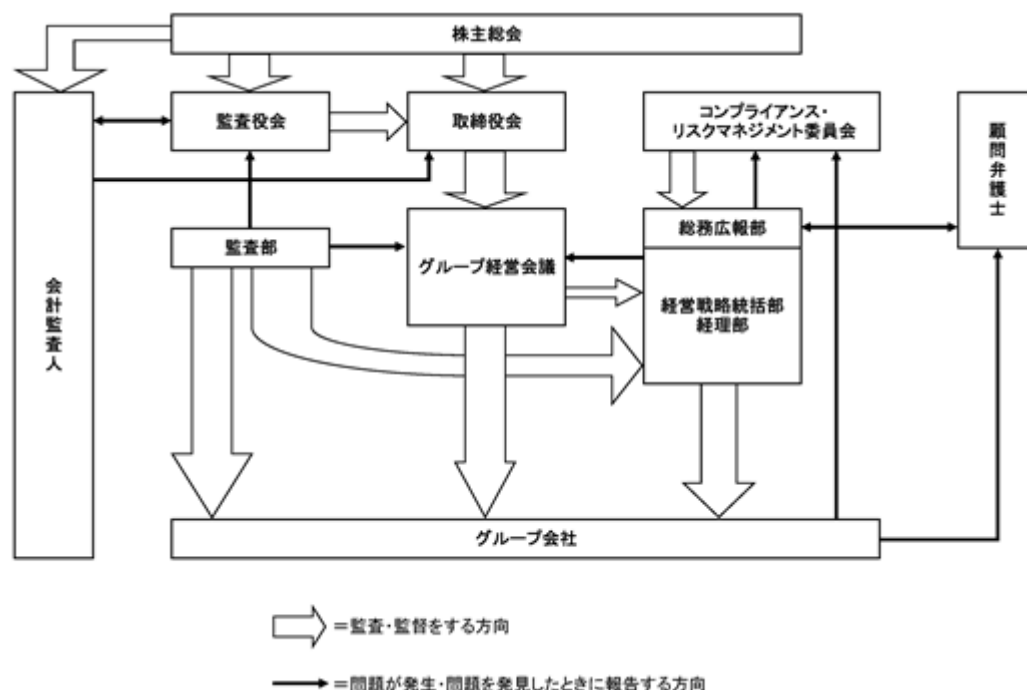 株主総会
監査役会
取締役会
コンプライアンス・
リスクマネジメント委員会
顧問弁護士
監査部
グループ経営会議
総務広報部
経営戦略統括部
経理部
会計監査人
グループ会社
=監査・監督をする方向
=問題が発生・問題を発見したときに報告する方向